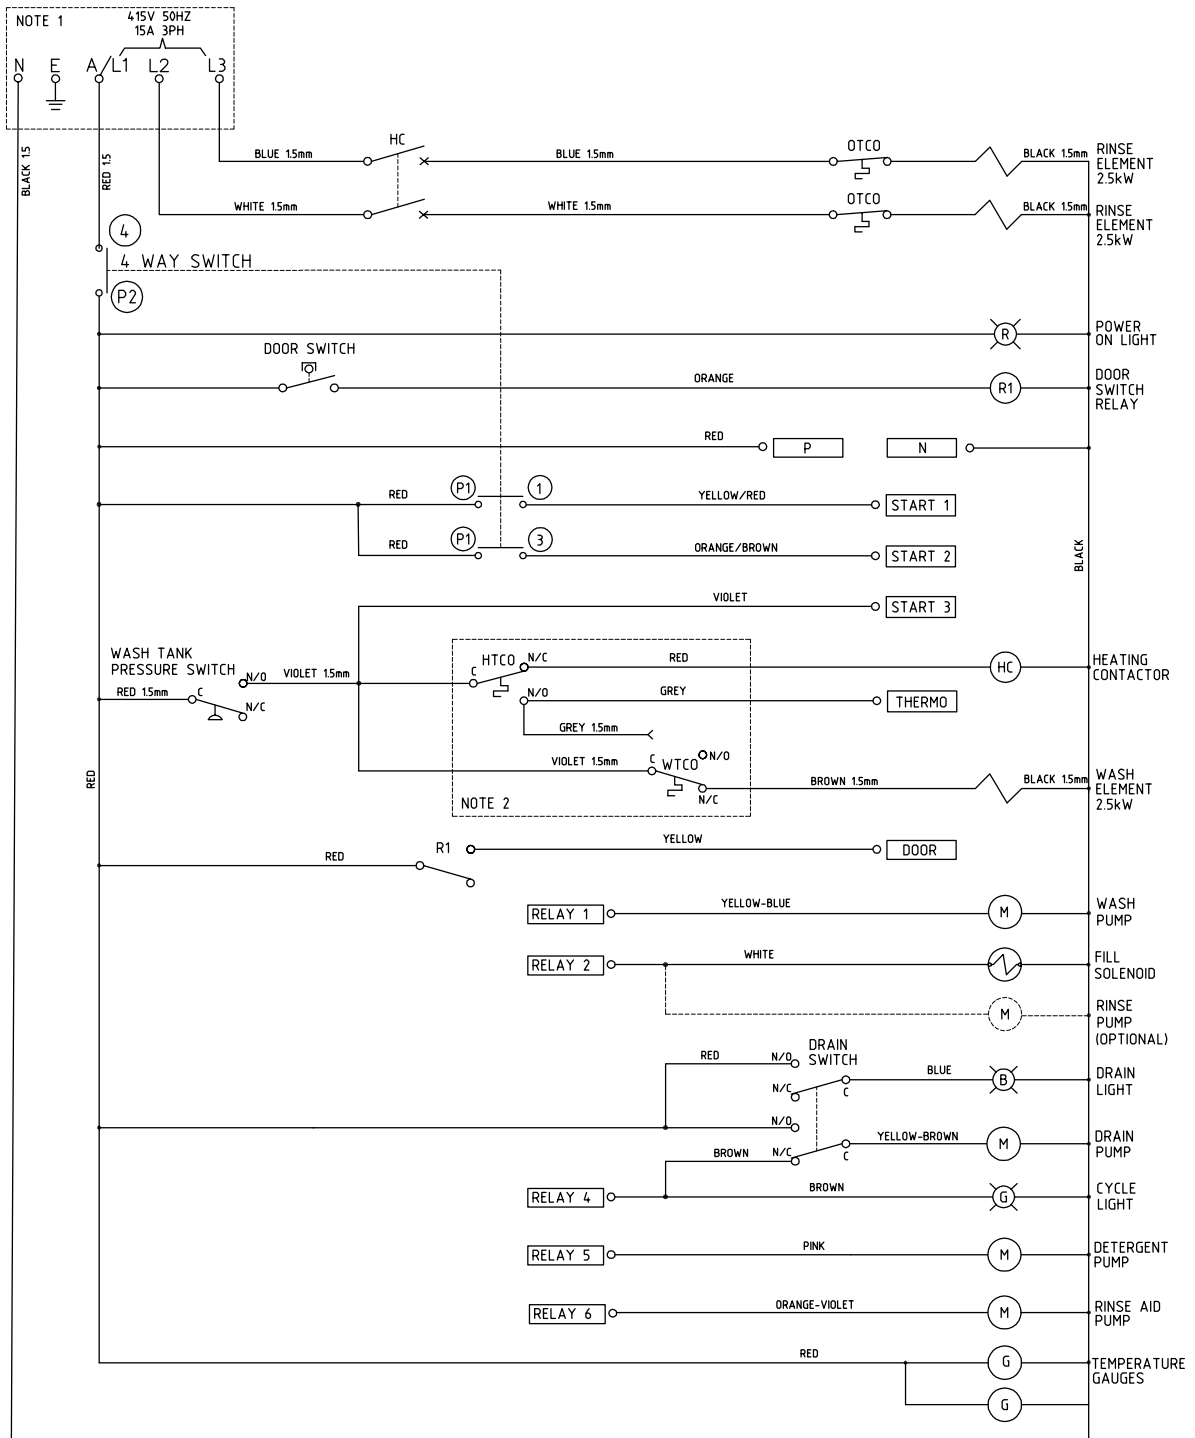 NOTE 1
415V 50HZ
15A 3PH
N E A/L1 L2 L3
BLACK 1.5
RED 1.5
HC
BLUE 1.5mm
BLUE 1.5mm
OTCO
BLACK 1.5mm
RINSE
ELEMENT
2.5kW
WHITE 1.5mm
WHITE 1.5mm
OTCO
BLACK 1.5mm
RINSE
ELEMENT
2.5kW
4
4 WAY SWITCH
P2
R
POWER
ON LIGHT
DOOR SWITCH
ORANGE
R1
DOOR
SWITCH
RELAY
RED
P
N
RED
P1
1
YELLOW/RED
START 1
RED
P1
3
ORANGE/BROWN
START 2
BLACK
VIOLET
START 3
WASH TANK
PRESSURE SWITCH
RED 1.5mm
C
N/O
N/C
VIOLET 1.5mm
C
HTCO
N/C
RED
HC
HEATING
CONTACTOR
N/O
GREY
THERMO
GREY 1.5mm
RED
VIOLET 1.5mm
C
WTCO
N/O
N/C
BROWN 1.5mm
BLACK 1.5mm
WASH
ELEMENT
2.5kW
NOTE 2
RED
R1
YELLOW
DOOR
RELAY 1
YELLOW-BLUE
M
WASH
PUMP
RELAY 2
WHITE
FILL
SOLENOID
M
RINSE
PUMP
(OPTIONAL)
RED
N/O
DRAIN
SWITCH
N/C
C
BLUE
B
DRAIN
LIGHT
N/O
BROWN
N/C
C
YELLOW-BROWN
M
DRAIN
PUMP
RELAY 4
BROWN
G
CYCLE
LIGHT
RELAY 5
PINK
M
DETERGENT
PUMP
RELAY 6
ORANGE-VIOLET
M
RINSE AID
PUMP
RED
G
TEMPERATURE
GAUGES
G